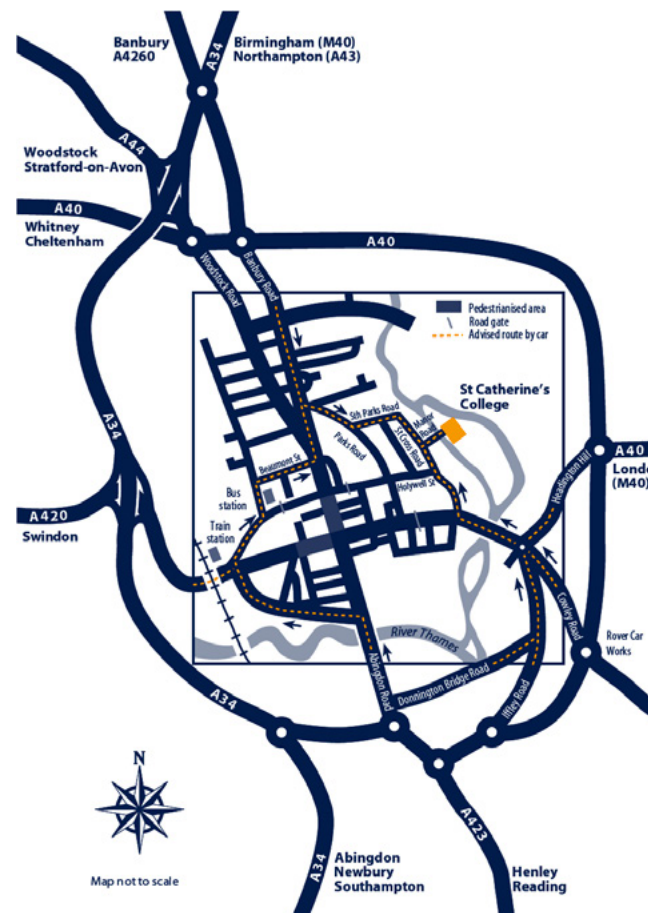 Banbury
A4260
A34
Birmingham (M40)
Northampton (A43)
A44
Woodstock
Stratford-on-Avon
A40
Whitney
Cheltenham
A40
Woodstock Road
Banbury Road
Pedestrianised area
Road gate
Advised route by car
St Catherine's
College
Sth Parks Road
Manor
Road
Parks Road
St Cross Road
Beaumont St
Holywell St
Bus
station
Train
station
A34
A420
Swindon
Headington Hill
A40
Londo
(M40)
Cowley Road
Rover Car
Works
River Thames
Abingdon Road
Donnington Bridge Road
Iffley Road
A34
N
Map not to scale
A34
Abingdon
Newbury
Southampton
A423
Henley
Reading